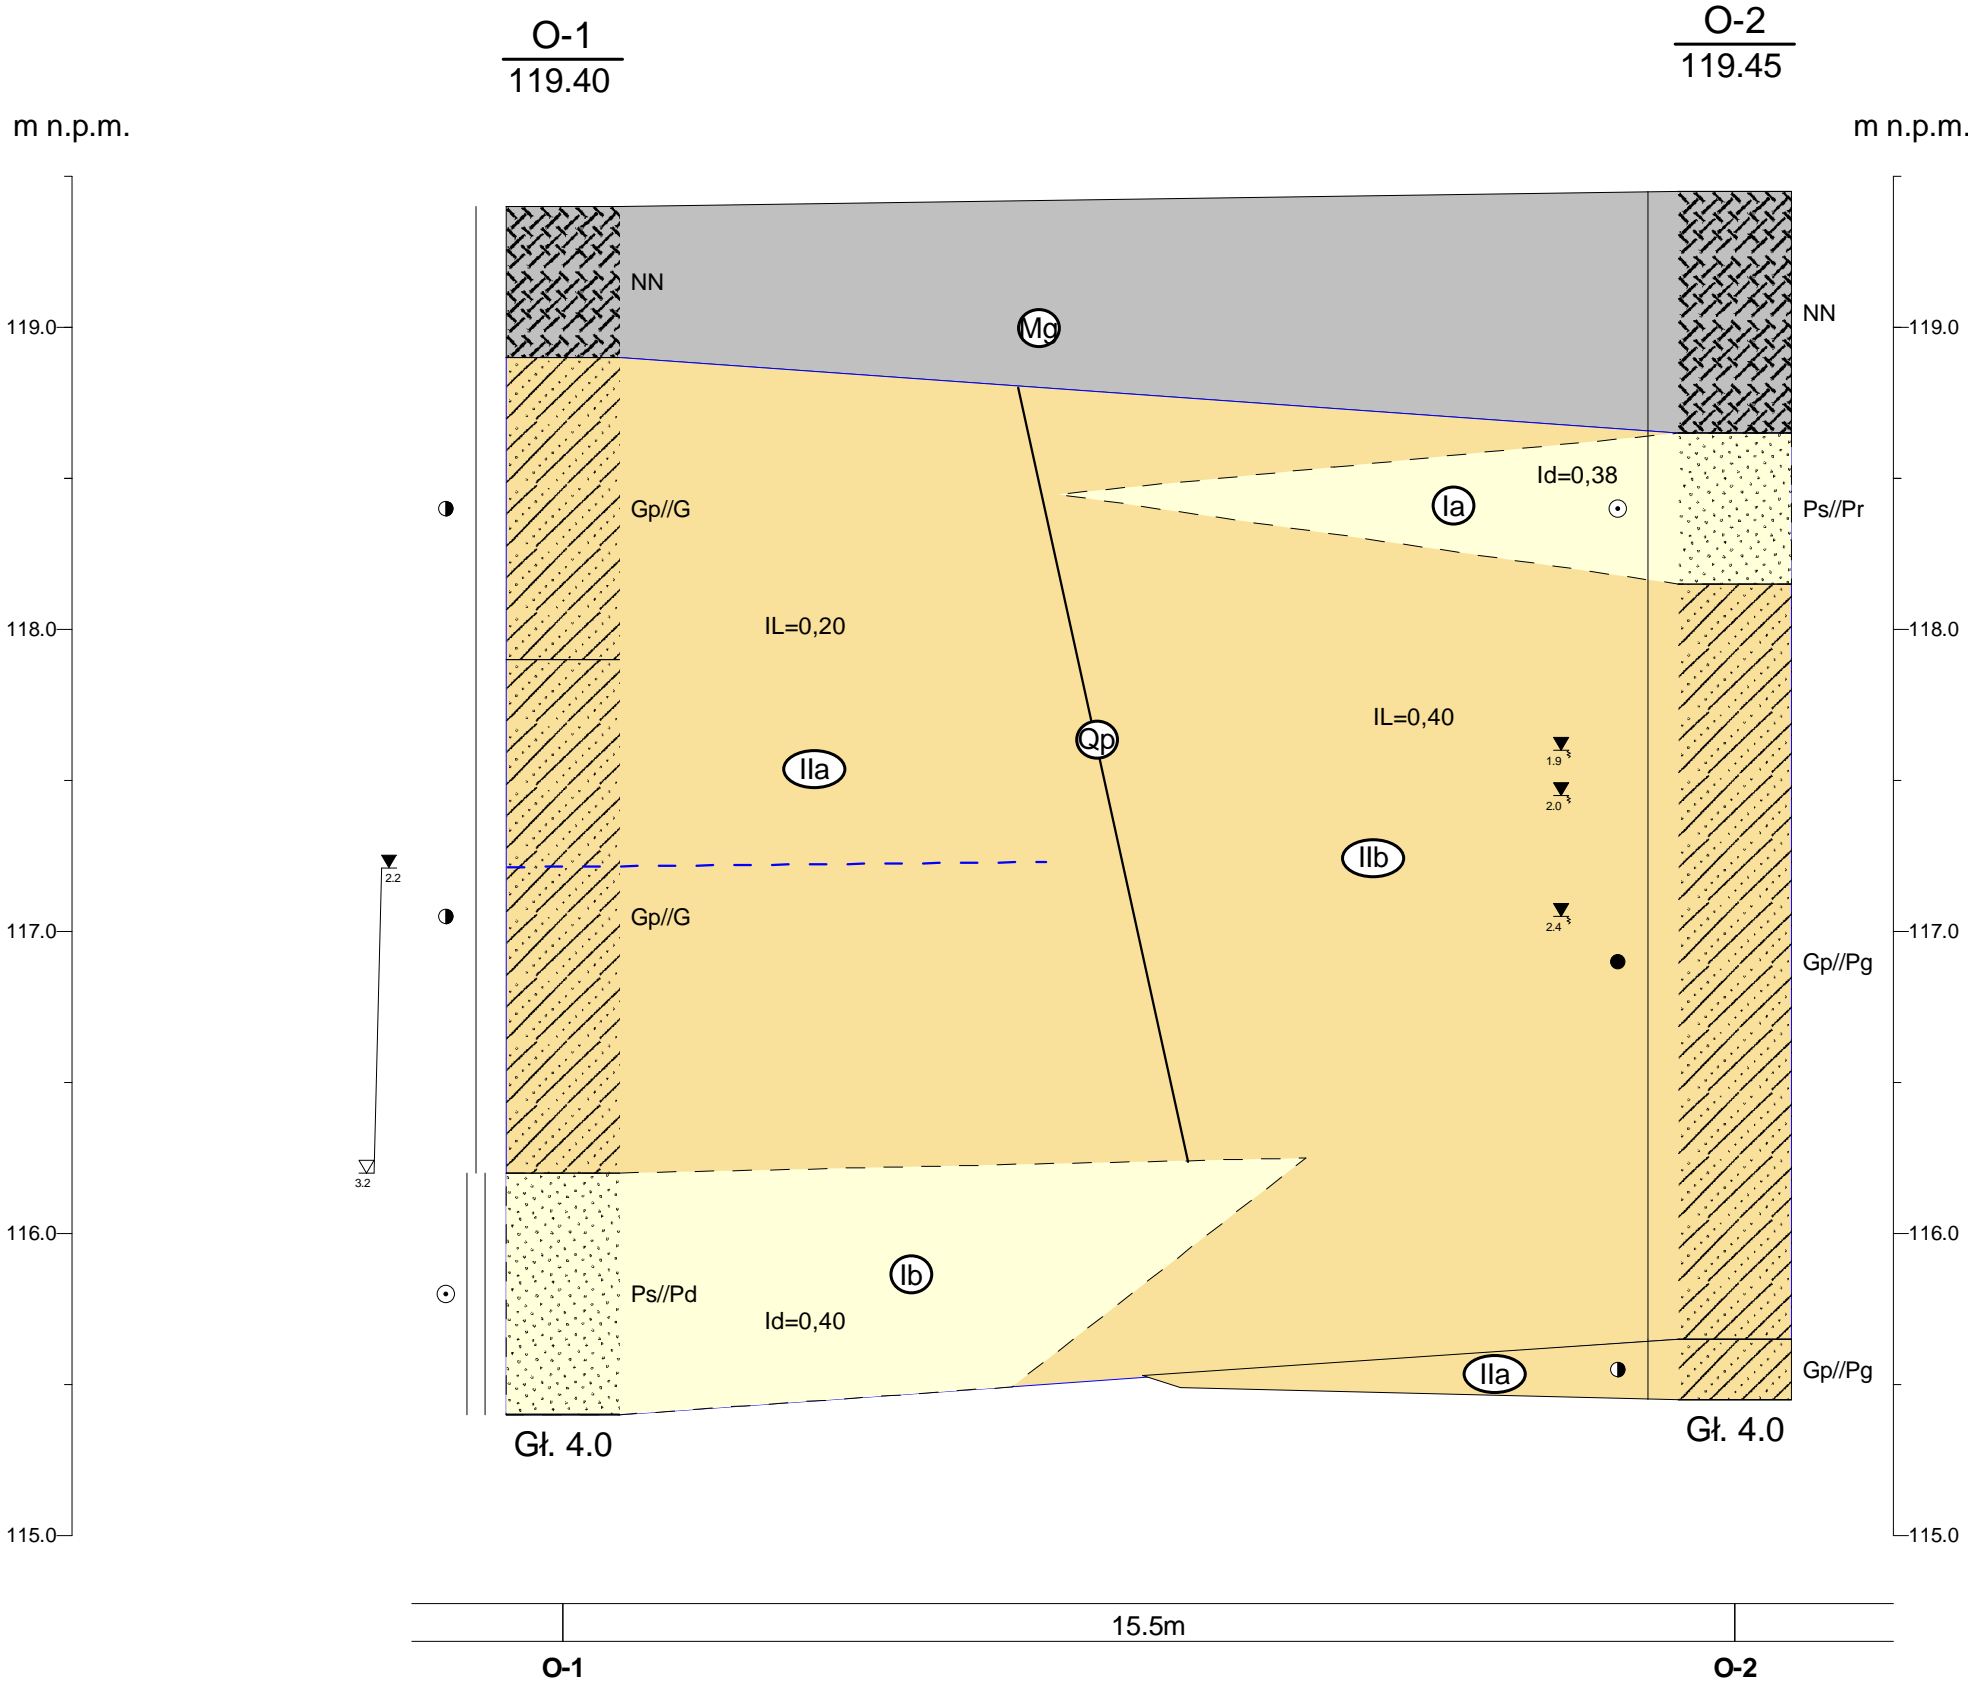 O-1
119.40
O-2
119.45
m n.p.m.
m n.p.m.
NN
NN
119.0
Mg
119.0
Id=0,38
Ia
Gp//G
Ps//Pr
118.0
IL=0,20
118.0
IL=0,40
Qp
1.9
IIa
2.0
IIb
2.2
Gp//G
2.4
117.0
117.0
Gp//Pg
3.2
116.0
116.0
Ib
Ps//Pd
Id=0,40
IIa
Gp//Pg
Gł. 4.0
Gł. 4.0
115.0
115.0
15.5m
O-1
O-2